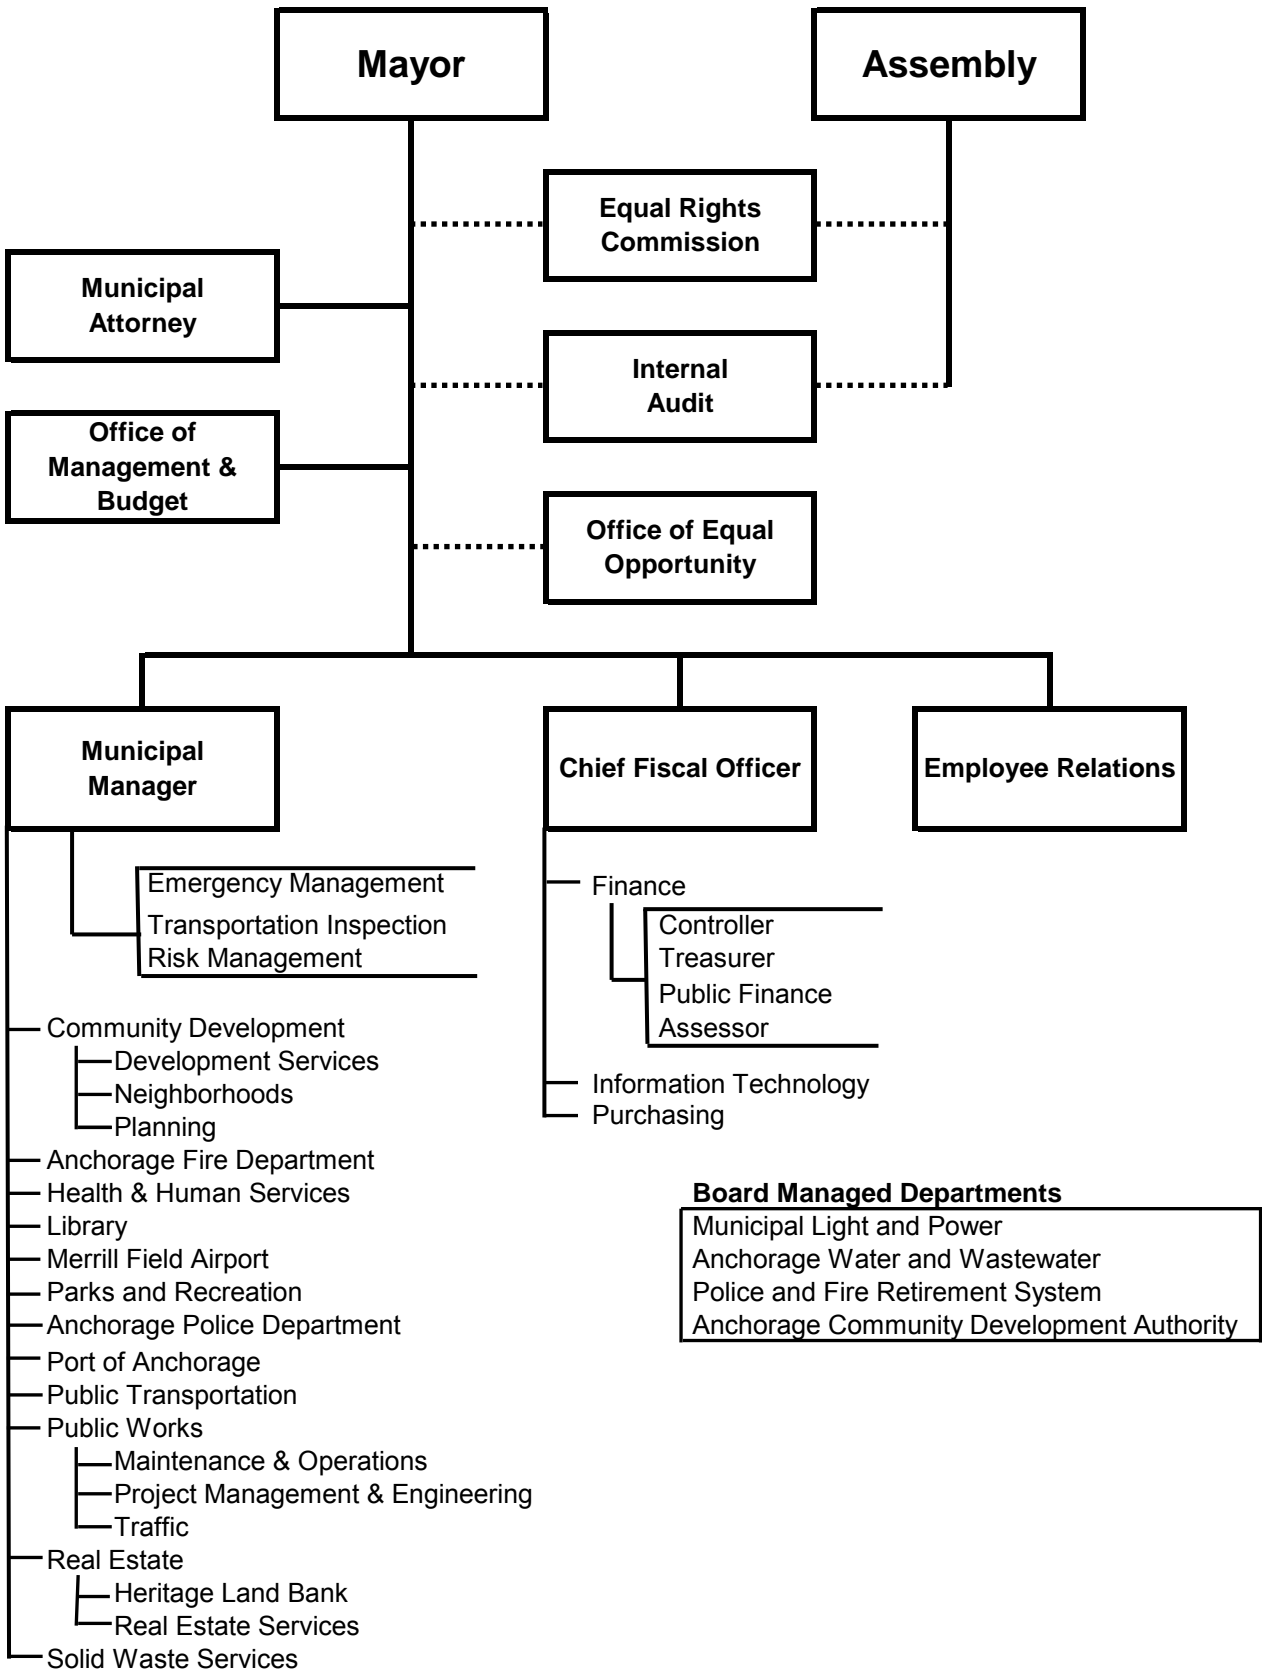 Mayor
Assembly
Equal Rights
Commission
Municipal
Attorney
Internal
Audit
Office of
Management &
Budget
Office of Equal
Opportunity
Municipal
Manager
Chief Fiscal Officer
Employee Relations
Emergency Management
Transportation Inspection
Risk Management
Community Development
Development Services
Neighborhoods
Planning
Anchorage Fire Department
Health & Human Services
Library
Merrill Field Airport
Parks and Recreation
Anchorage Police Department
Port of Anchorage
Public Transportation
Public Works
Maintenance & Operations
Project Management & Engineering
Traffic
Real Estate
Heritage Land Bank
Real Estate Services
Solid Waste Services
Finance
Controller
Treasurer
Public Finance
Assessor
Information Technology
Purchasing
Board Managed Departments
Municipal Light and Power
Anchorage Water and Wastewater
Police and Fire Retirement System
Anchorage Community Development Authority